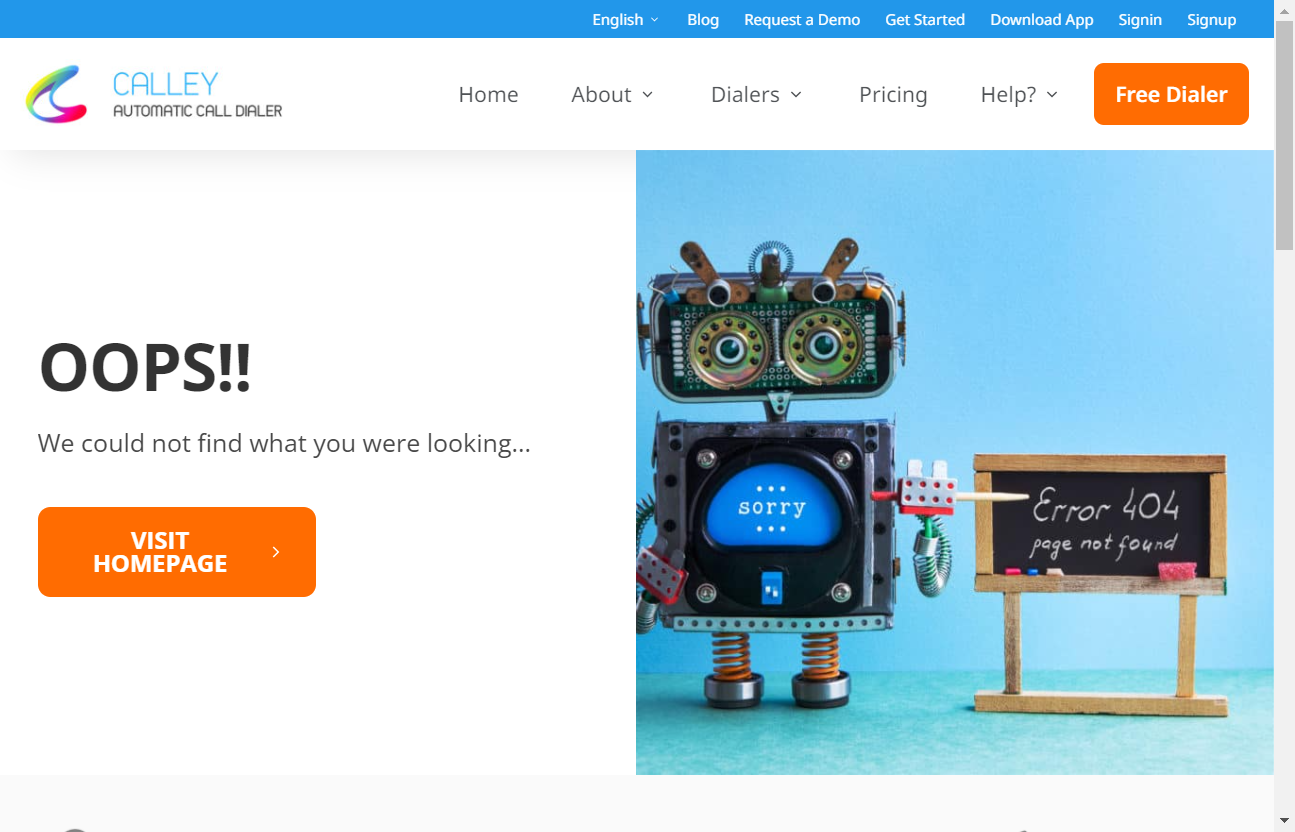 English
Blog
Request a Demo
Get Started
Download App
Signin
Signup
CALLEY
AUTOMATIC CALL DIALER
Home
About
Dialers
Pricing
Help?
Free Dialer
OOPS!!
We could not find what you were looking...
VISIT
HOMEPAGE
sorry
Error 404
page not found